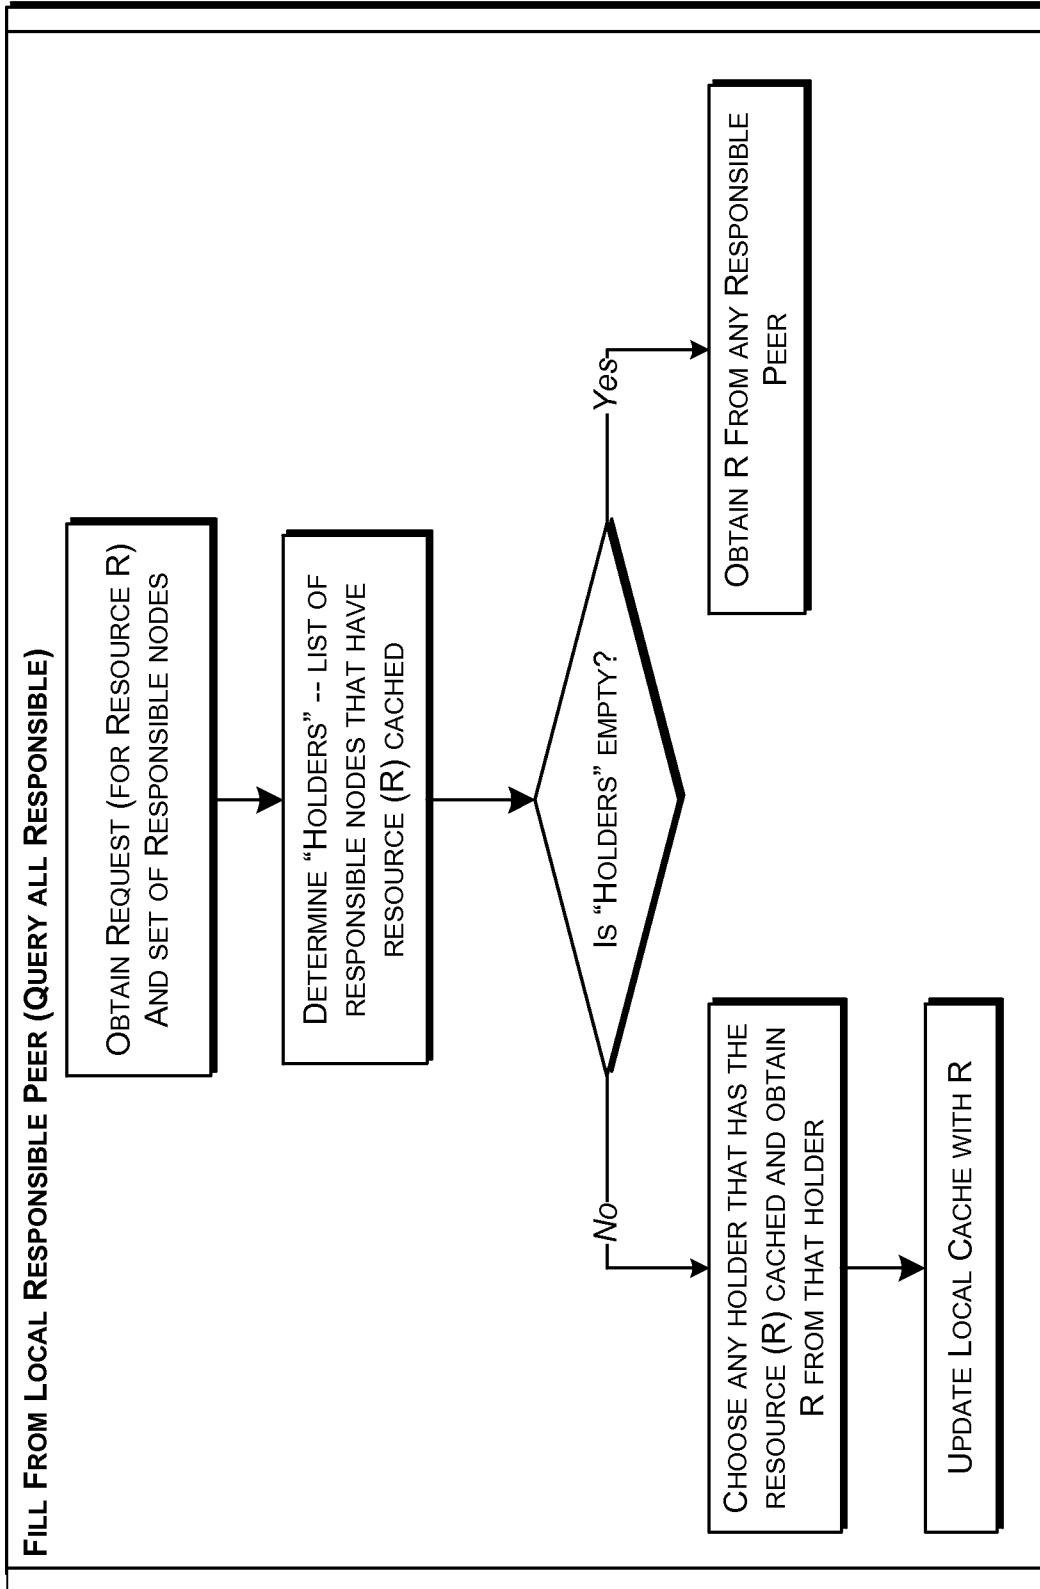 FILL FROM LOCAL RESPONSIBLE PEER (QUERY ALL RESPONSIBLE)
OBTAIN REQUEST (FOR RESOURCE R)
AND SET OF RESPONSIBLE NODES
DETERMINE “HOLDERS” -- LIST OF
RESPONSIBLE NODES THAT HAVE
RESOURCE (R) CACHED
IS “HOLDERS” EMPTY?
No
Yes
CHOOSE ANY HOLDER THAT HAS THE
RESOURCE (R) CACHED AND OBTAIN
R FROM THAT HOLDER
UPDATE LOCAL CACHE WITH R
OBTAIN R FROM ANY RESPONSIBLE
PEER